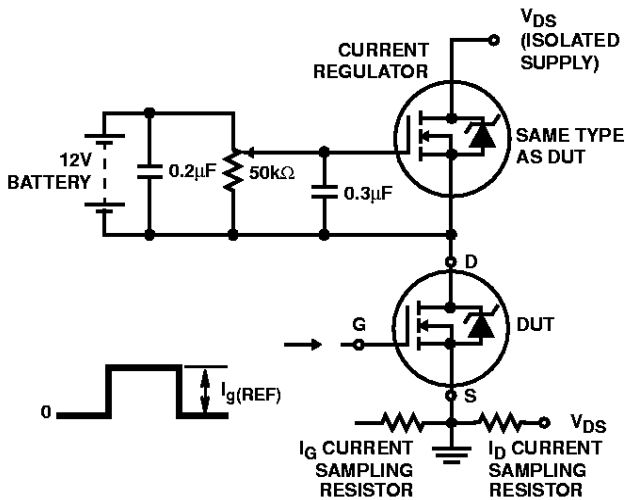 V_DS
(ISOLATED
SUPPLY)
CURRENT
REGULATOR
SAME TYPE
AS DUT
12V
BATTERY
0.2µF
50kΩ
0.3µF
D
DUT
G
I_g(REF)
0
S
V_DS
I_G CURRENT
SAMPLING
RESISTOR
I_D CURRENT
SAMPLING
RESISTOR